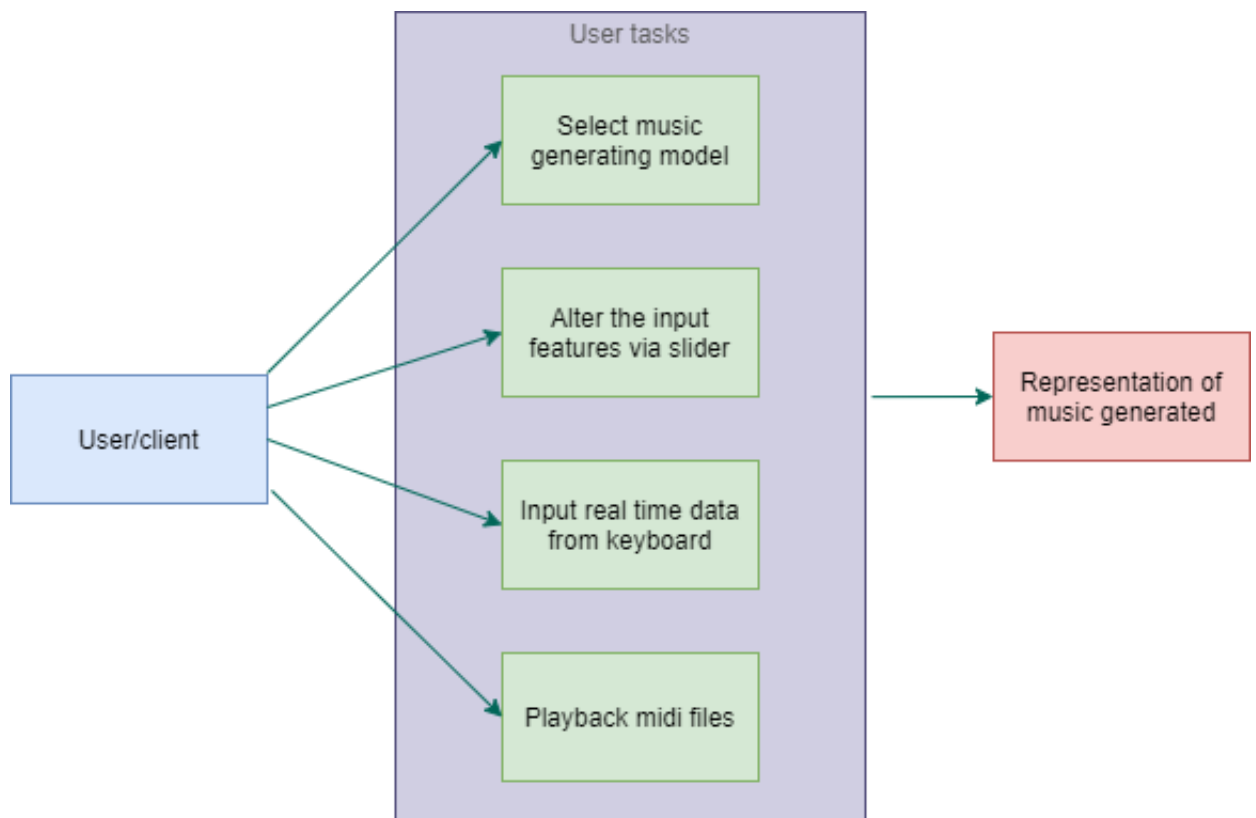 User tasks
Select music
generating model
Alter the input
features via slider
User/client
Representation of
music generated
Input real time data
from keyboard
Playback midi files